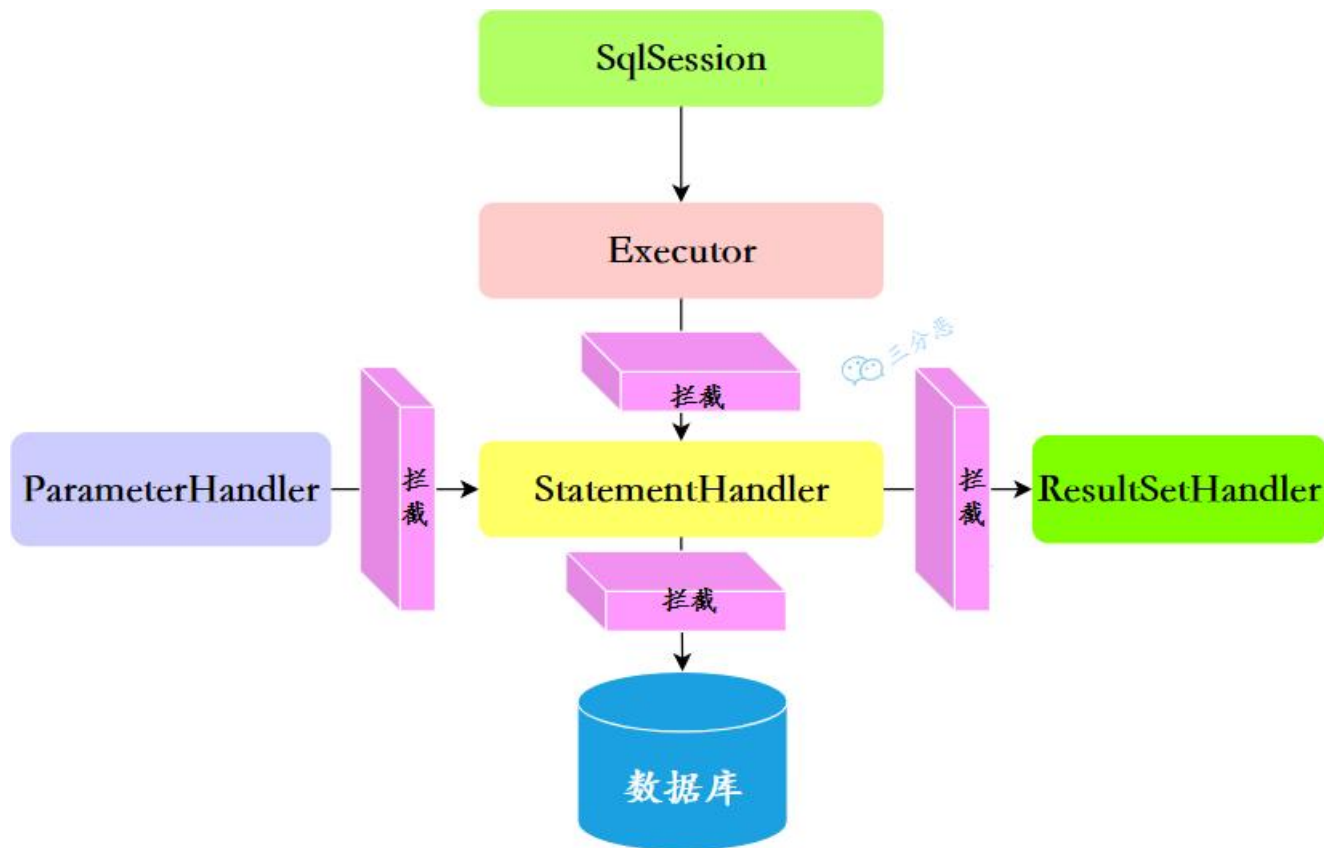 SqlSession
Executor
三分恶
拦截
ParameterHandler
拦
截
StatementHandler
拦
截
ResultSetHandler
拦截
数据库